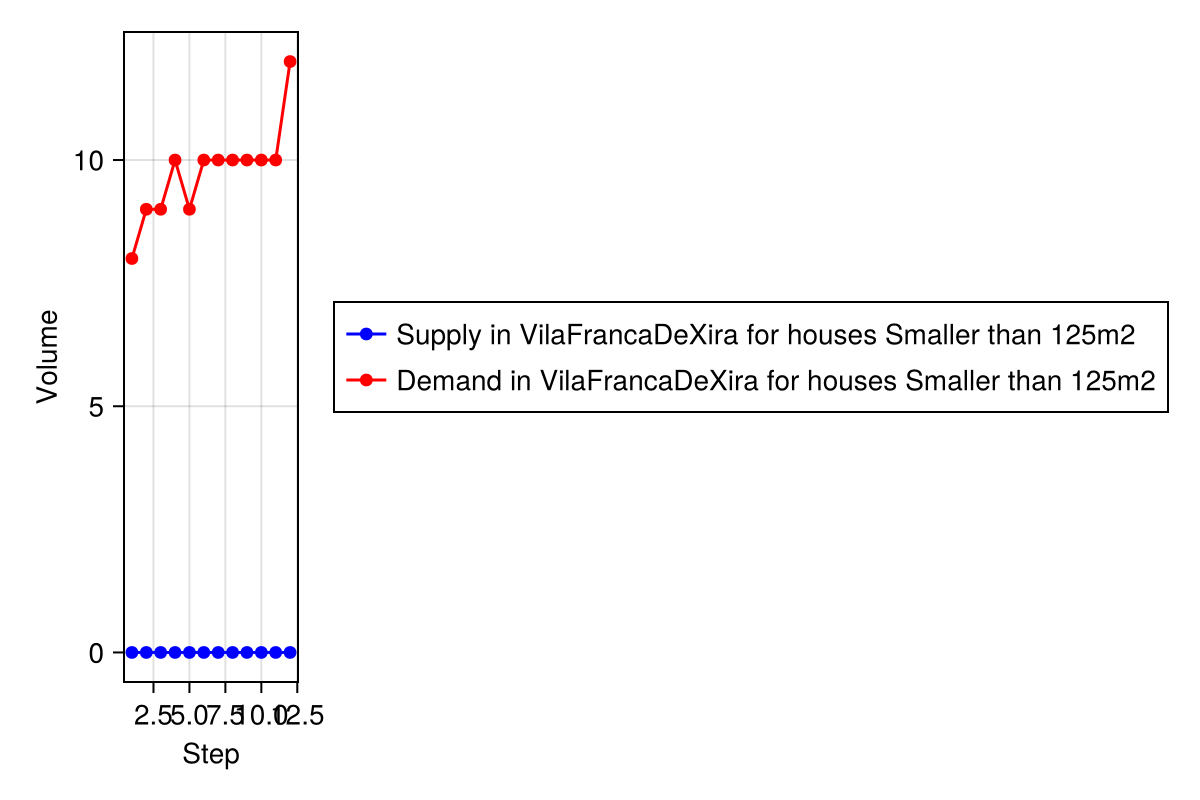 Volume
10
5
0
2.5 5.0 7.5 10.0 12.5
Step
Supply in VilaFrancaDeXira for houses Smaller than 125m2
Demand in VilaFrancaDeXira for houses Smaller than 125m2